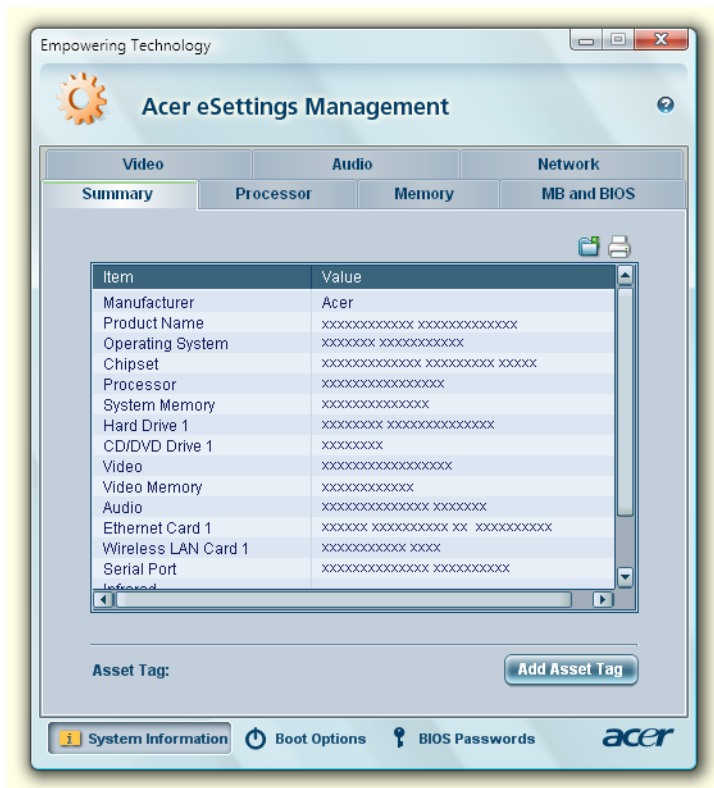 Empowering Technology
Acer eSettings Management
Video Audio Network
Summary Processor Memory MB and BIOS
Item Value
Manufacturer Acer
Product Name xxxxxxxxxxxx xxxxxxxxxxxxx
Operating System xxxxxxx xxxxxxxxxxx
Chipset xxxxxxxxxxxxx xxxxxxxxx xxxxx
Processor xxxxxxxxxxxxxxxx
System Memory xxxxxxxxxxxxxx
Hard Drive 1 xxxxxxxx xxxxxxxxxxxxxx
CD/DVD Drive 1 xxxxxxxx
Video xxxxxxxxxxxxxxxxx
Video Memory xxxxxxxxxxxx
Audio xxxxxxxxxxxxxx xxxxxxx
Ethernet Card 1 xxxxxx xxxxxxxxxx xx xxxxxxxxxx
Wireless LAN Card 1 xxxxxxxxxxx xxxx
Serial Port xxxxxxxxxxxxxx xxxxxxxxxx
Infrared
Asset Tag: Add Asset Tag
System Information Boot Options BIOS Passwords acer